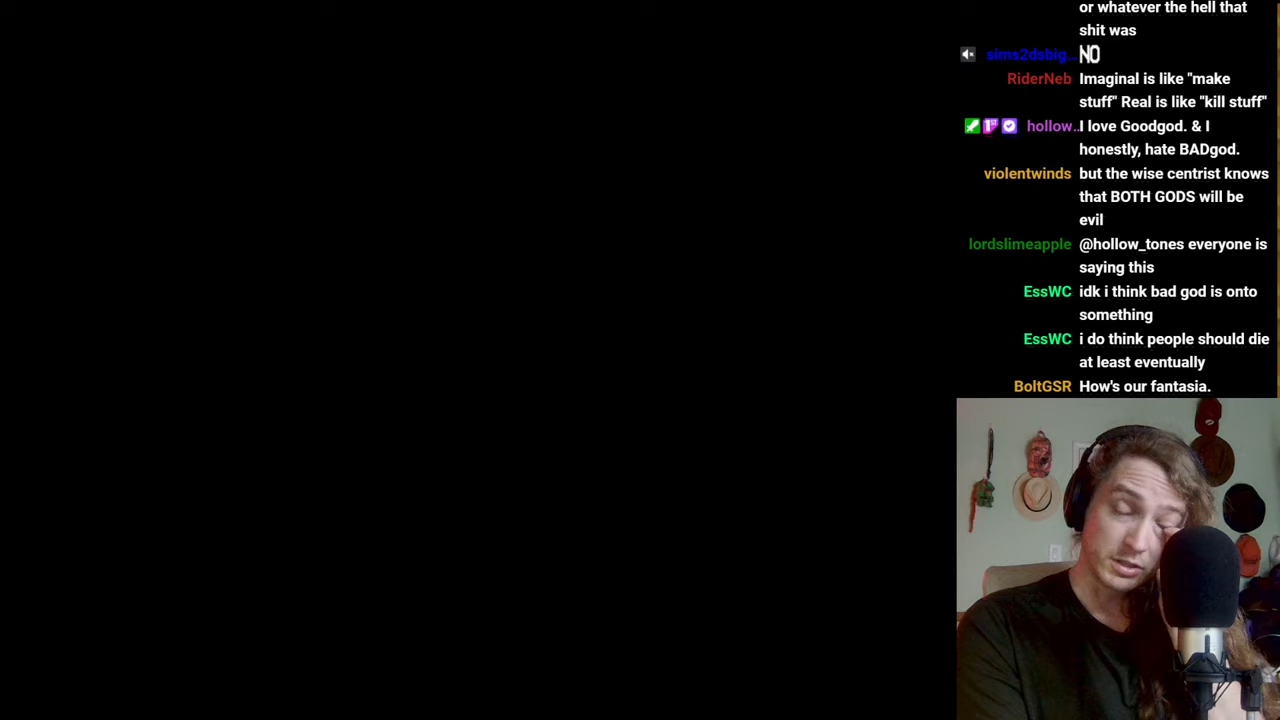 or whatever the hell that
shit was
sims2dsbig... NO
RiderNeb Imaginal is like "make
stuff" Real is like "kill stuff"
hollow... I love Goodgod. & I
honestly, hate BADgod.
violentwinds but the wise centrist knows
that BOTH GODS will be
evil
lordslimeapple @hollow_tones everyone is
saying this
EssWC idk i think bad god is onto
something
EssWC i do think people should die
at least eventually
BoltGSR How's our fantasia.